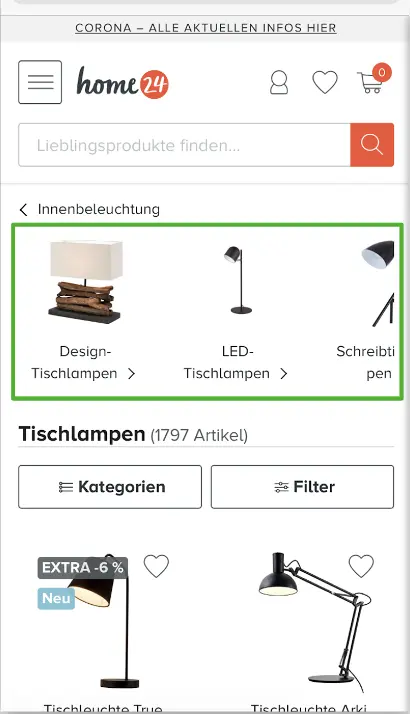 CORONA – ALLE AKTUELLEN INFOS HIER
home24
0
Lieblingsprodukte finden...
Innenbeleuchtung
Design-
Tischlampen
LED-
Tischlampen
Schreibti
pen
Tischlampen (1797 Artikel)
Kategorien
Filter
EXTRA -6 %
Neu
Tischleuchte True
Tischleuchte Arki